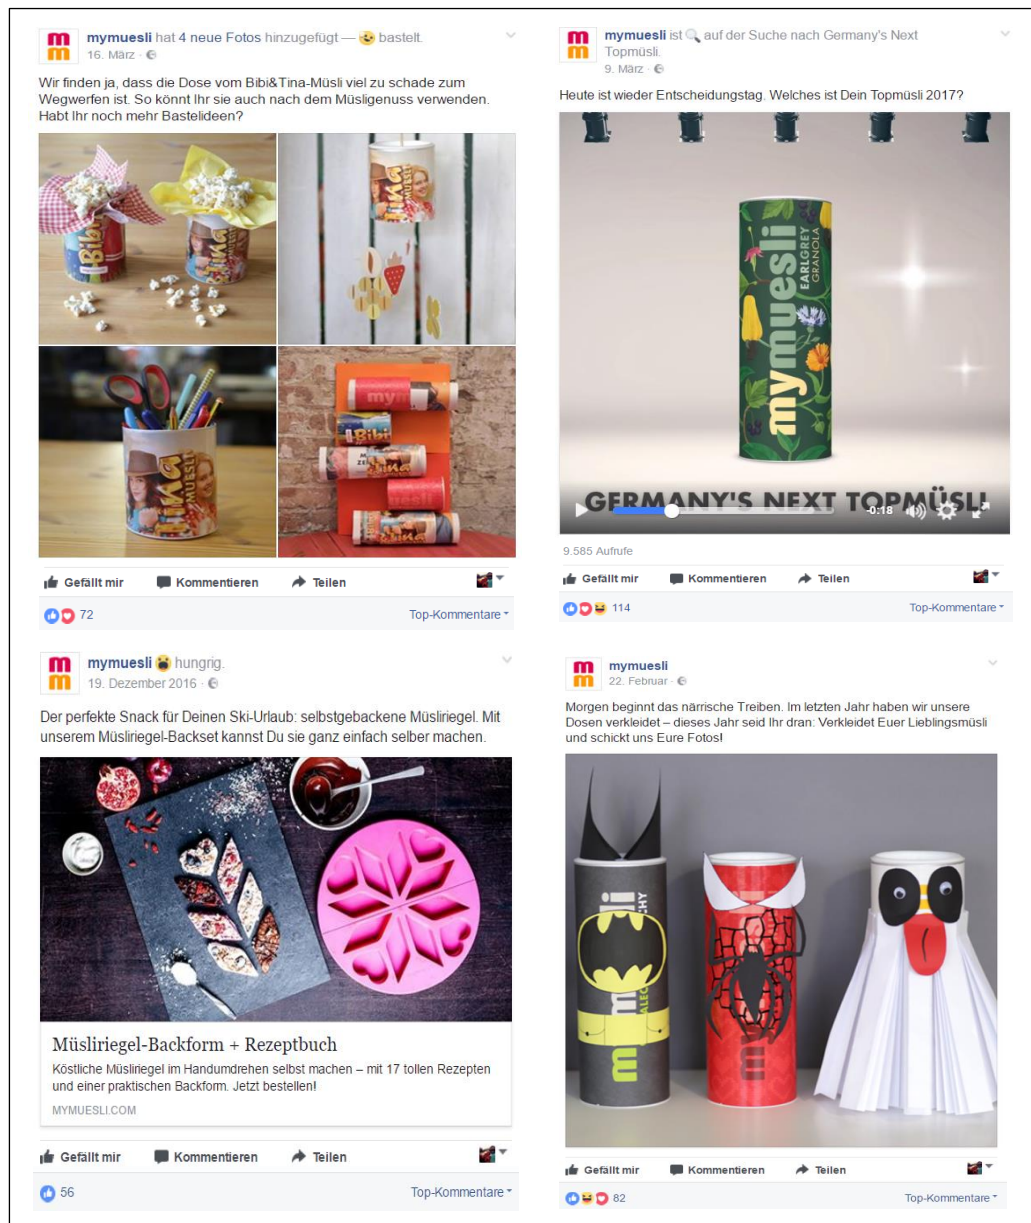 mymuesli hat 4 neue Fotos hinzugefügt — bastelt.
16. März ·
Wir finden ja, dass die Dose vom Bibi&Tina-Müsli viel zu schade zum
Wegwerfen ist. So könnt Ihr sie auch nach dem Müsligenuss verwenden.
Habt Ihr noch mehr Bastelideen?
Bibi
Tina
MUESLI
Tina
MUESLI
Tina
MUESLI
mym
Bibi
Gefällt mir Kommentieren Teilen
72 Top-Kommentare
mymuesli ist auf der Suche nach Germany's Next
Topmüsli.
9. März ·
Heute ist wieder Entscheidungstag. Welches ist Dein Topmüsli 2017?
mymuesli
EARLGREY
GRANOLA
GERMANY'S NEXT TOPMÜSLI
-0:18
9.585 Aufrufe
Gefällt mir Kommentieren Teilen
114 Top-Kommentare
mymuesli hungrig.
19. Dezember 2016 ·
Der perfekte Snack für Deinen Ski-Urlaub: selbstgebackene Müsliriegel. Mit
unserem Müsliriegel-Backset kannst Du sie ganz einfach selber machen.
Müsliriegel-Backform + Rezeptbuch
Köstliche Müsliriegel im Handumdrehen selbst machen – mit 17 tollen Rezepten
und einer praktischen Backform. Jetzt bestellen!
MYMUESLI.COM
Gefällt mir Kommentieren Teilen
56 Top-Kommentare
mymuesli
22. Februar ·
Morgen beginnt das närrische Treiben. Im letzten Jahr haben wir unsere
Dosen verkleidet – dieses Jahr seid Ihr dran: Verkleidet Euer Lieblingsmüsli
und schickt uns Eure Fotos!
Gefällt mir Kommentieren Teilen
82 Top-Kommentare